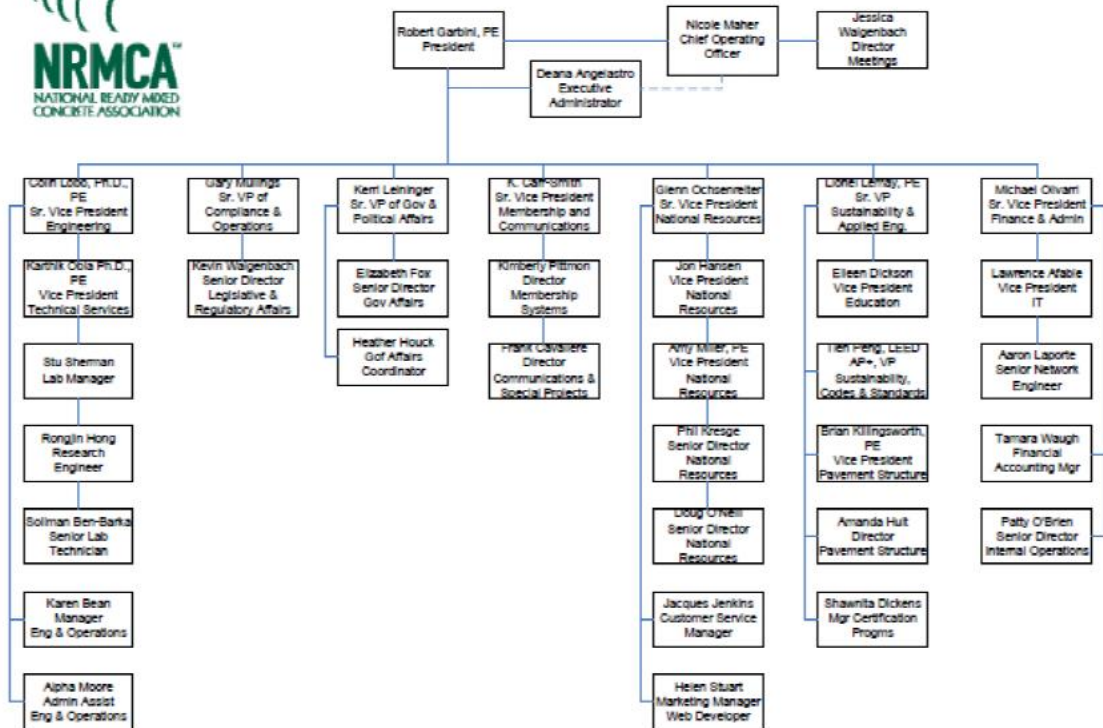 NRMCA™
NATIONAL READY MIXED
CONCRETE ASSOCIATION
Robert Garbini, PE
President
Nicole Maher
Chief Operating
Officer
Jessica
Walgenbach
Director
Meetings
Deana Angelastro
Executive
Administrator
Colin Lobo, Ph.D.,
PE
Sr. Vice President
Engineering
Gary Mullings
Sr. VP of
Compliance &
Operations
Kerri Leininger
Sr. VP of Gov &
Political Affairs
K. Carr-Smith
Sr. Vice President
Membership and
Communications
Glenn Ochsenreiter
Sr. Vice President
National Resources
Lionel Lemay, PE
Sr. VP
Sustainability &
Applied Eng.
Michael Olivarri
Sr. Vice President
Finance & Admin
Karthik Obla Ph.D.,
PE
Vice President
Technical Services
Kevin Walgenbach
Senior Director
Legislative &
Regulatory Affairs
Elizabeth Fox
Senior Director
Gov Affairs
Kimberly Pittmon
Director
Membership
Systems
Jon Hansen
Vice President
National
Resources
Eileen Dickson
Vice President
Education
Lawrence Afable
Vice President
IT
Stu Sherman
Lab Manager
Heather Houck
Gof Affairs
Coordinator
Frank Cavaliere
Director
Communications &
Special Projects
Amy Miller, PE
Vice President
National
Resources
Tien Peng, LEED
AP+, VP
Sustainability,
Codes & Standards
Aaron Laporte
Senior Network
Engineer
Rongjin Hong
Research
Engineer
Phil Kresge
Senior Director
National
Resources
Brian Killingsworth,
PE
Vice President
Pavement Structure
Tamara Waugh
Financial
Accounting Mgr
Soliman Ben-Barka
Senior Lab
Technician
Doug O'Neill
Senior Director
National
Resources
Amanda Hult
Director
Pavement Structure
Patty O'Brien
Senior Director
Internal Operations
Karen Bean
Manager
Eng & Operations
Jacques Jenkins
Customer Service
Manager
Shawnita Dickens
Mgr Certification
Progrms
Alpha Moore
Admin Assist
Eng & Operations
Helen Stuart
Marketing Manager
Web Developer